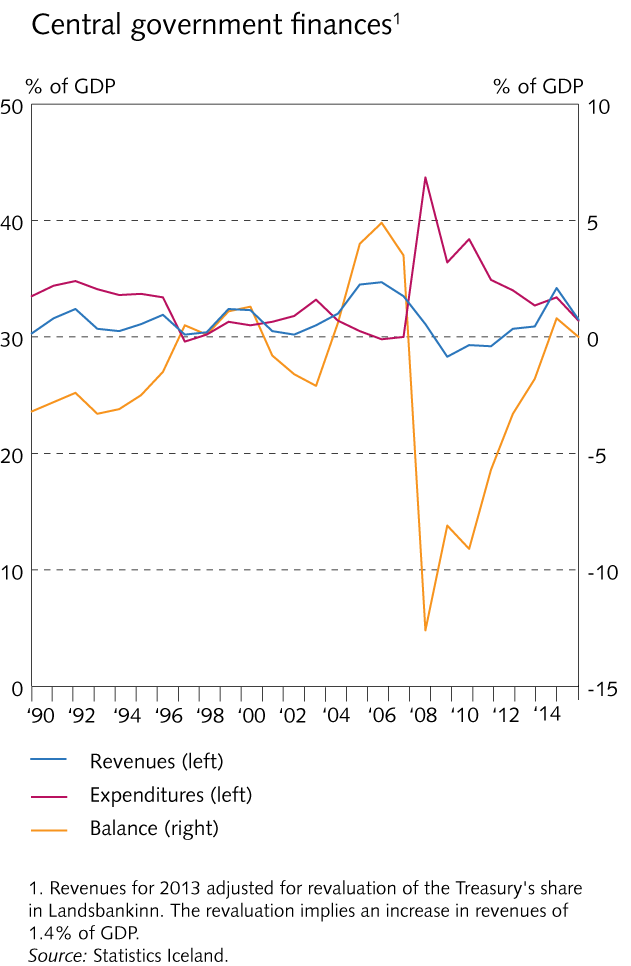 Central government finances1
% of GDP % of GDP
50 10
40 5
30 0
20 -5
10 -10
0 -15
‘90 ‘92 ‘94 ‘96 ‘98 ‘00 ‘02 ‘04 ‘06 ‘08 ‘10 ‘12 ‘14
Revenues (left)
Expenditures (left)
Balance (right)
1. Revenues for 2013 adjusted for revaluation of the Treasury's share
in Landsbankinn. The revaluation implies an increase in revenues of
1.4% of GDP.
Source: Statistics Iceland.